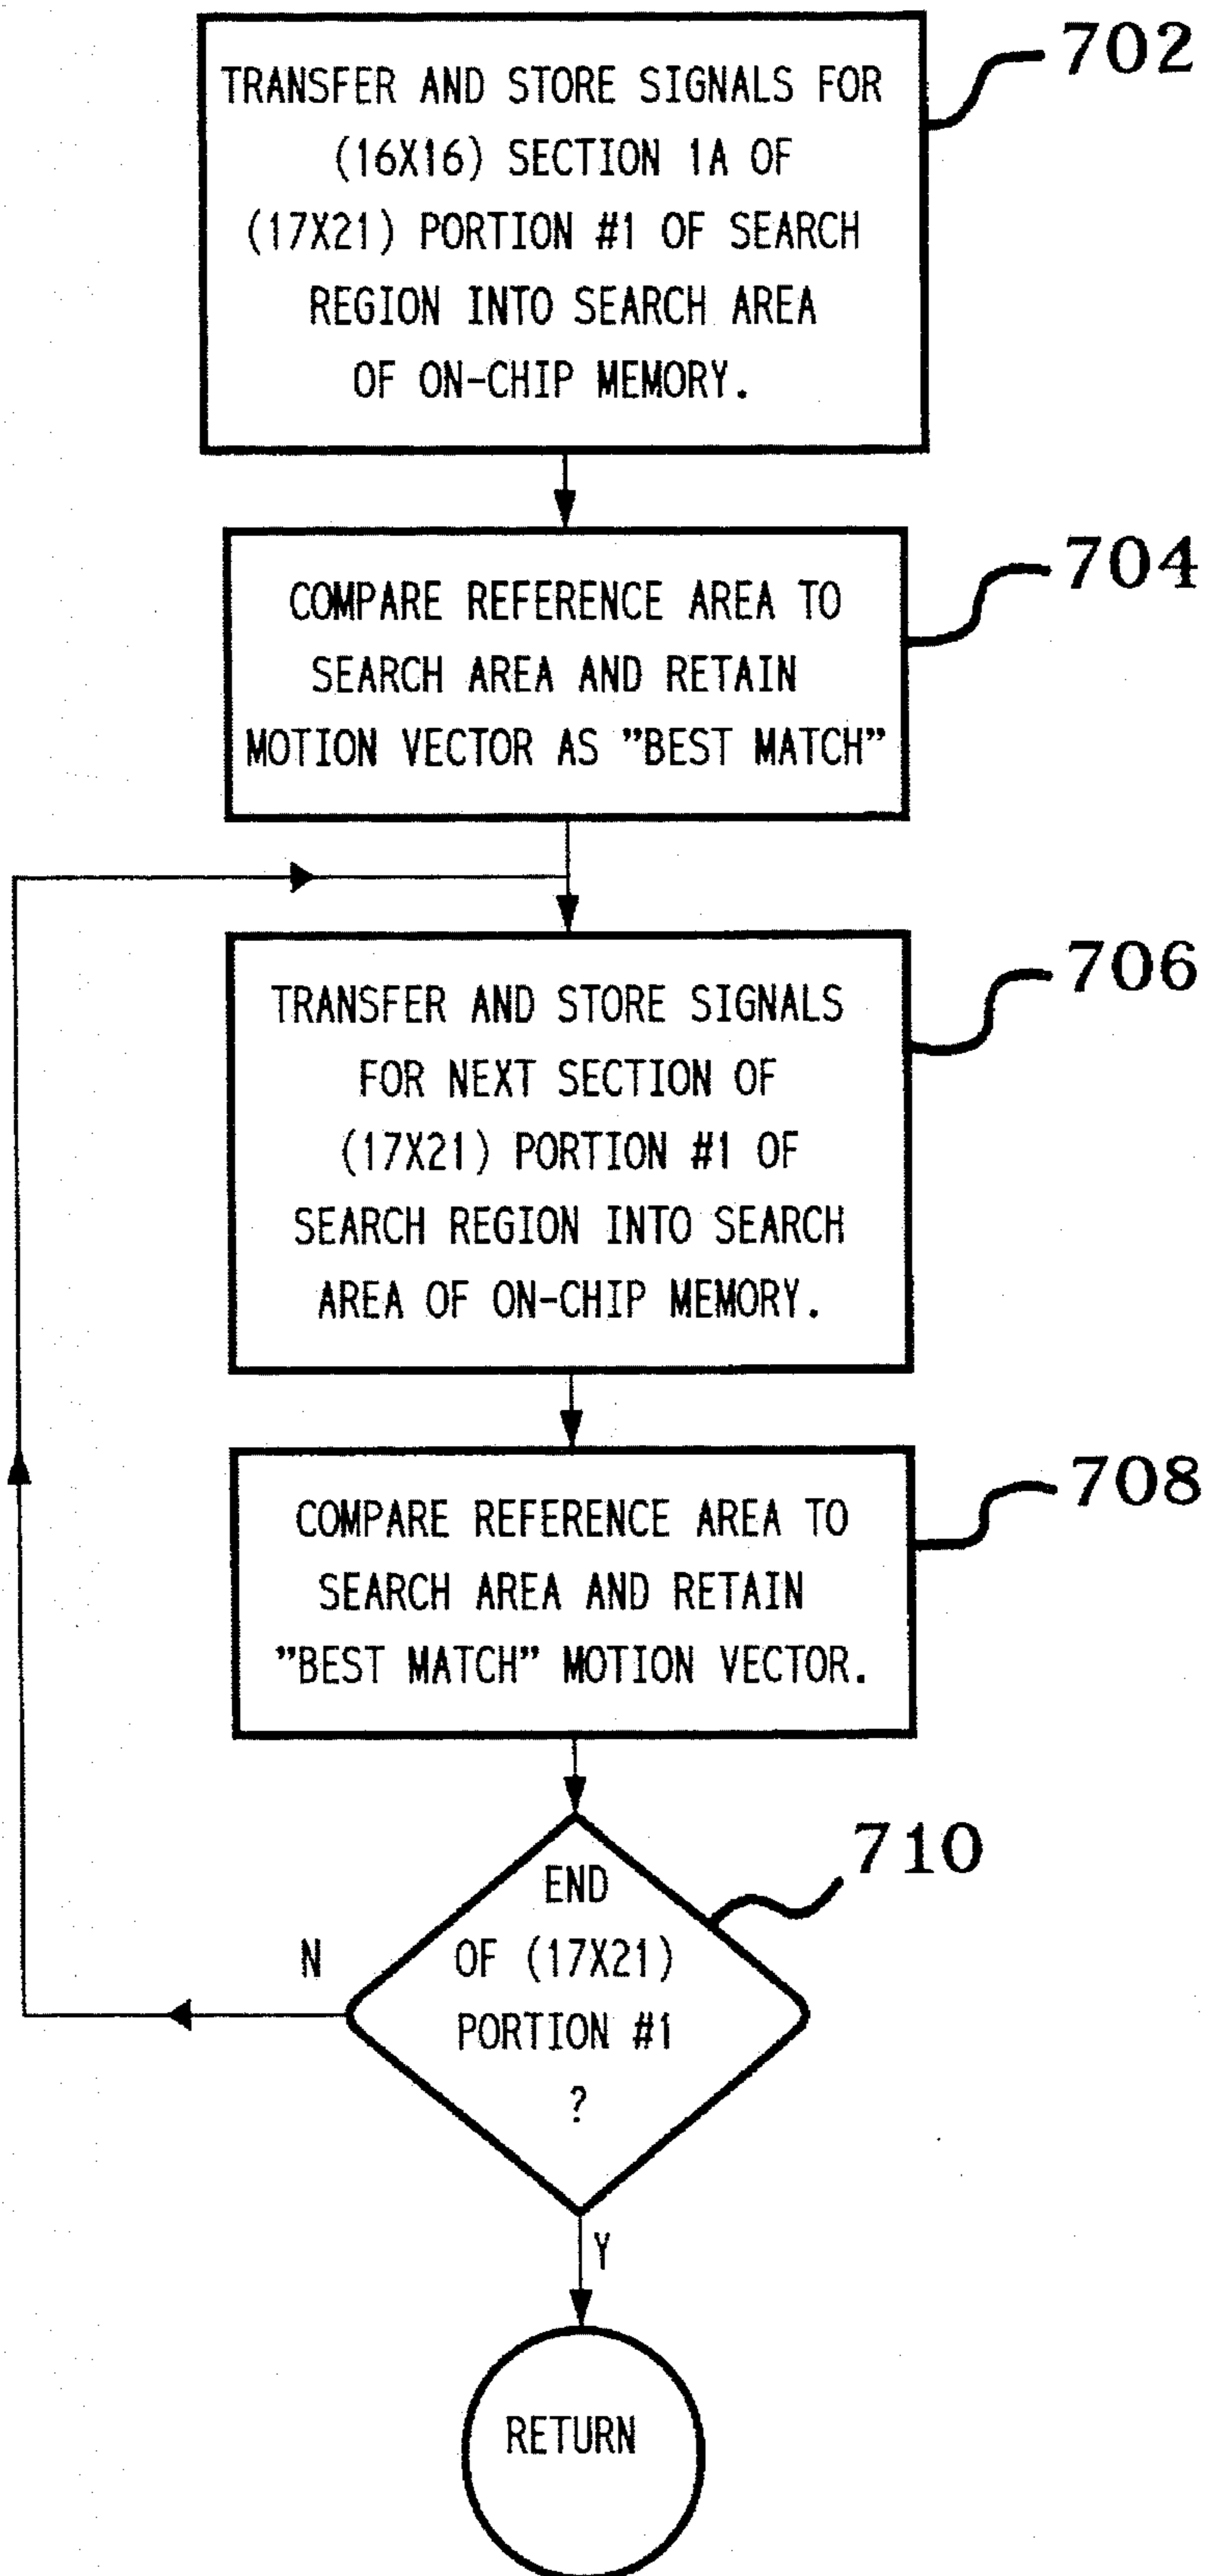 TRANSFER AND STORE SIGNALS FOR
(16X16) SECTION 1A OF
(17X21) PORTION #1 OF SEARCH
REGION INTO SEARCH AREA
OF ON-CHIP MEMORY.
702
COMPARE REFERENCE AREA TO
SEARCH AREA AND RETAIN
MOTION VECTOR AS "BEST MATCH"
704
TRANSFER AND STORE SIGNALS
FOR NEXT SECTION OF
(17X21) PORTION #1 OF
SEARCH REGION INTO SEARCH
AREA OF ON-CHIP MEMORY.
706
COMPARE REFERENCE AREA TO
SEARCH AREA AND RETAIN
"BEST MATCH" MOTION VECTOR.
708
END
OF (17X21)
PORTION #1
?
710
N
Y
RETURN